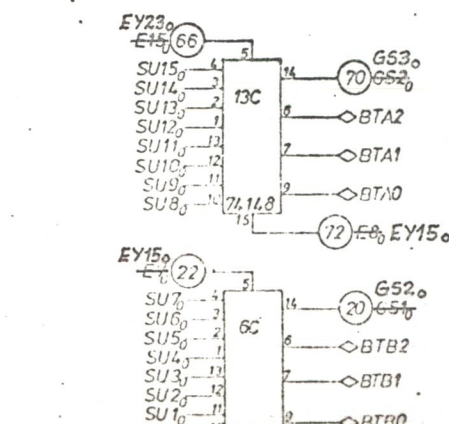 EY23₀
E15₀ 66
5
SU15₀ 4
14
70
GS3₀
GS2₀
SU14₀ 3
13C
SU13₀ 2
6 BTA2
SU12₀ 1
SU11₀ 13
7 BTA1
SU10₀ 12
SU9₀ 11
9 BTA0
SU8₀ 10
74148
15
72 E8₀ EY15₀
EY15₀
22
5
SU7₀ 4
14
20
GS2₀
GS1₀
SU6₀ 3
6C
SU5₀ 2
6 BTB2
SU4₀ 1
SU3₀ 13
7 BTB1
SU2₀ 12
SU1₀ 11
9 BTB0